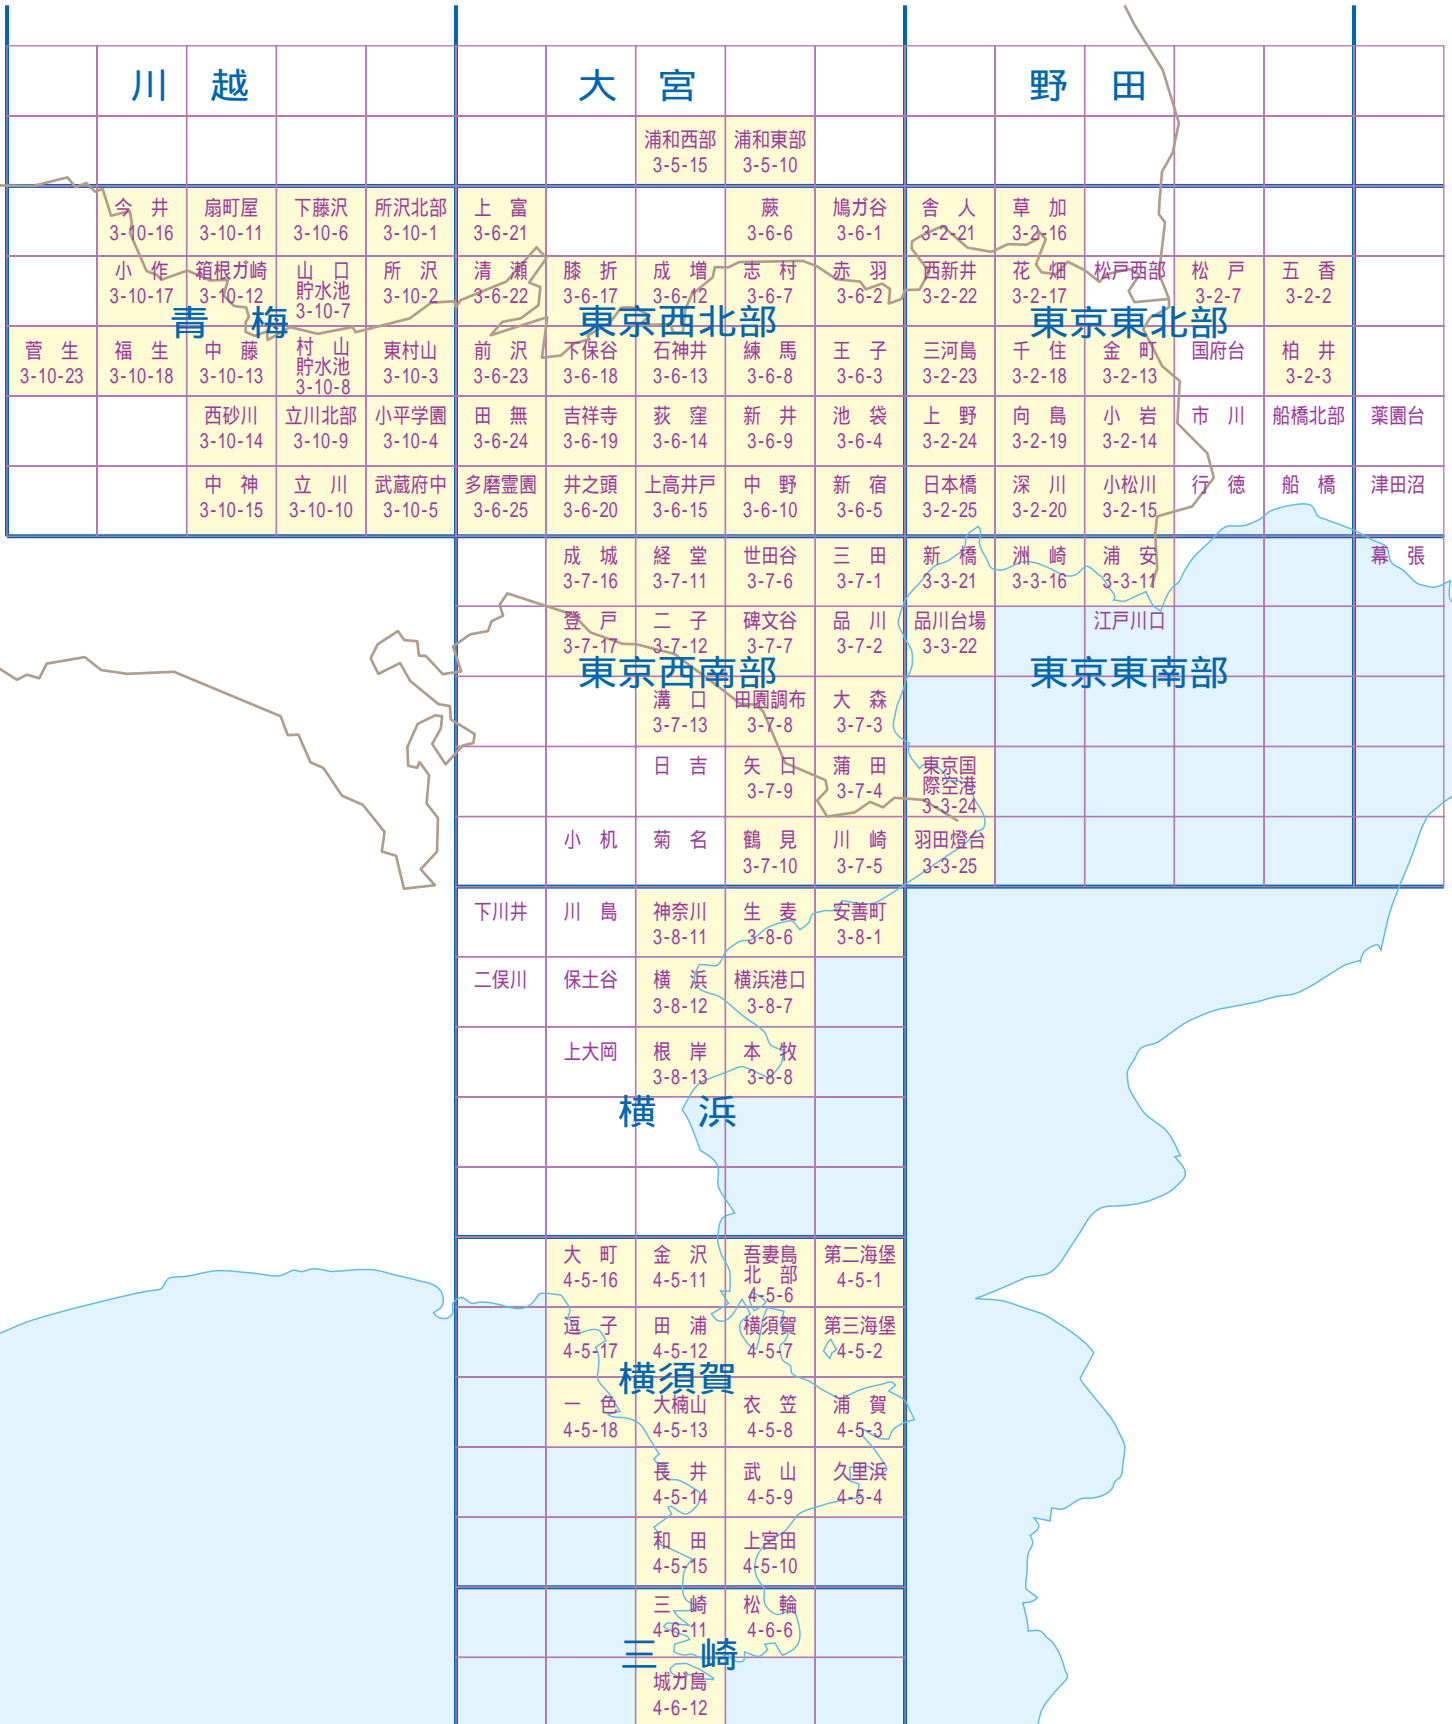 川 越
大 宮
野 田
浦和西部
3-5-15
浦和東部
3-5-10
今 井
3-10-16
扇町屋
3-10-11
下藤沢
3-10-6
所沢北部
3-10-1
上 富
3-6-21
蕨
3-6-6
鳩ガ谷
3-6-1
舎 人
3-2-21
草 加
3-2-16
小 作
3-10-17
箱根ガ崎
3-10-12
山 口
貯水池
3-10-7
所 沢
3-10-2
清 瀬
3-6-22
膝 折
3-6-17
成 増
3-6-12
志 村
3-6-7
赤 羽
3-6-2
西新井
3-2-22
花 畑
3-2-17
松戸西部
松 戸
3-2-7
五 香
3-2-2
青 梅
東京西北部
東京東北部
菅 生
3-10-23
福 生
3-10-18
中 藤
3-10-13
村 山
貯水池
3-10-8
東村山
3-10-3
前 沢
3-6-23
下保谷
3-6-18
石神井
3-6-13
練 馬
3-6-8
王 子
3-6-3
三河島
3-2-23
千 住
3-2-18
金 町
3-2-13
国府台
柏 井
3-2-3
西砂川
3-10-14
立川北部
3-10-9
小平学園
3-10-4
田 無
3-6-24
吉祥寺
3-6-19
荻 窪
3-6-14
新 井
3-6-9
池 袋
3-6-4
上 野
3-2-24
向 島
3-2-19
小 岩
3-2-14
市 川
船橋北部
薬園台
中 神
3-10-15
立 川
3-10-10
武蔵府中
3-10-5
多磨霊園
3-6-25
井之頭
3-6-20
上高井戸
3-6-15
中 野
3-6-10
新 宿
3-6-5
日本橋
3-2-25
深 川
3-2-20
小松川
3-2-15
行 徳
船 橋
津田沼
成 城
3-7-16
経 堂
3-7-11
世田谷
3-7-6
三 田
3-7-1
新 橋
3-3-21
洲 崎
3-3-16
浦 安
3-3-11
幕 張
登 戸
3-7-17
二 子
3-7-12
碑文谷
3-7-7
品 川
3-7-2
品川台場
3-3-22
江戸川口
東京西南部
東京東南部
溝 口
3-7-13
田園調布
3-7-8
大 森
3-7-3
日 吉
矢 口
3-7-9
蒲 田
3-7-4
東京国
際空港
3-3-24
小 机
菊 名
鶴 見
3-7-10
川 崎
3-7-5
羽田燈台
3-3-25
下川井
川 島
神奈川
3-8-11
生 麦
3-8-6
安善町
3-8-1
二俣川
保土谷
横 浜
3-8-12
横浜港口
3-8-7
上大岡
根 岸
3-8-13
本 牧
3-8-8
横 浜
大 町
4-5-16
金 沢
4-5-11
吾妻島
北 部
4-5-6
第二海堡
4-5-1
逗 子
4-5-17
田 浦
4-5-12
横須賀
4-5-7
第三海堡
4-5-2
横須賀
一 色
4-5-18
大楠山
4-5-13
衣 笠
4-5-8
浦 賀
4-5-3
長 井
4-5-14
武 山
4-5-9
久里浜
4-5-4
和 田
4-5-15
上宮田
4-5-10
三 崎
4-6-11
松 輪
4-6-6
三 崎
城ガ島
4-6-12